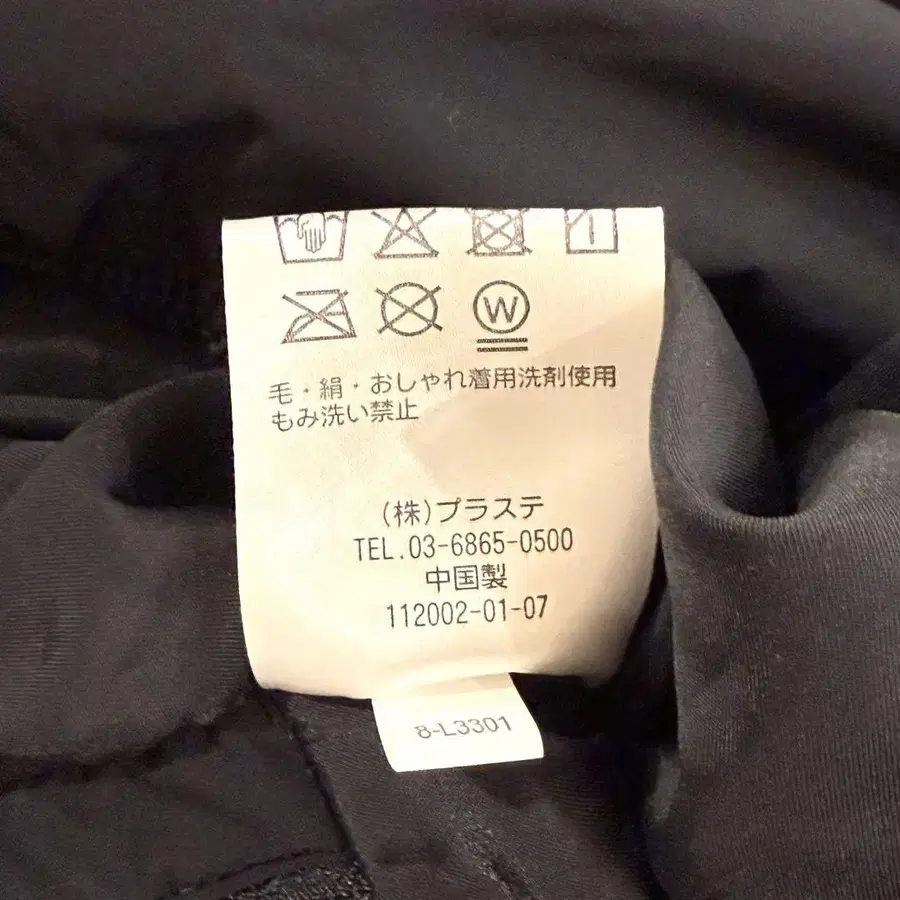 W
毛・絹・おしゃれ着用洗剤使用
もみ洗い禁止
(株)プラステ
TEL.03-6865-0500
中国製
112002-01-07
8-L3301